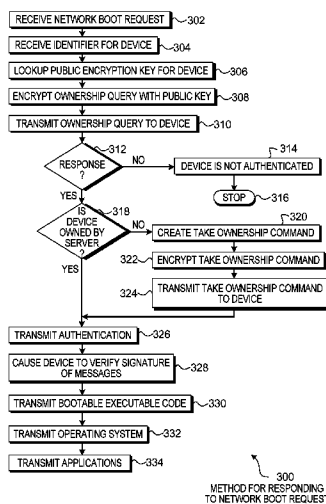 RECEIVE NETWORK BOOT REQUEST 302
RECEIVE IDENTIFIER FOR DEVICE 304
LOOKUP PUBLIC ENCRYPTION KEY FOR DEVICE 306
ENCRYPT OWNERSHIP QUERY WITH PUBLIC KEY 308
TRANSMIT OWNERSHIP QUERY TO DEVICE 310
312
RESPONSE
?
NO
314
DEVICE IS NOT AUTHENTICATED
STOP 316
YES
318
IS
DEVICE
OWNED BY
SERVER
?
NO
320
CREATE TAKE OWNERSHIP COMMAND
322 ENCRYPT TAKE OWNERSHIP COMMAND
324 TRANSMIT TAKE OWNERSHIP COMMAND
TO DEVICE
YES
TRANSMIT AUTHENTICATION 326
CAUSE DEVICE TO VERIFY SIGNATURE
OF MESSAGES 328
TRANSMIT BOOTABLE EXECUTABLE CODE 330
TRANSMIT OPERATING SYSTEM 332
TRANSMIT APPLICATIONS 334
300
METHOD FOR RESPONDING
TO NETWORK BOOT REQUEST